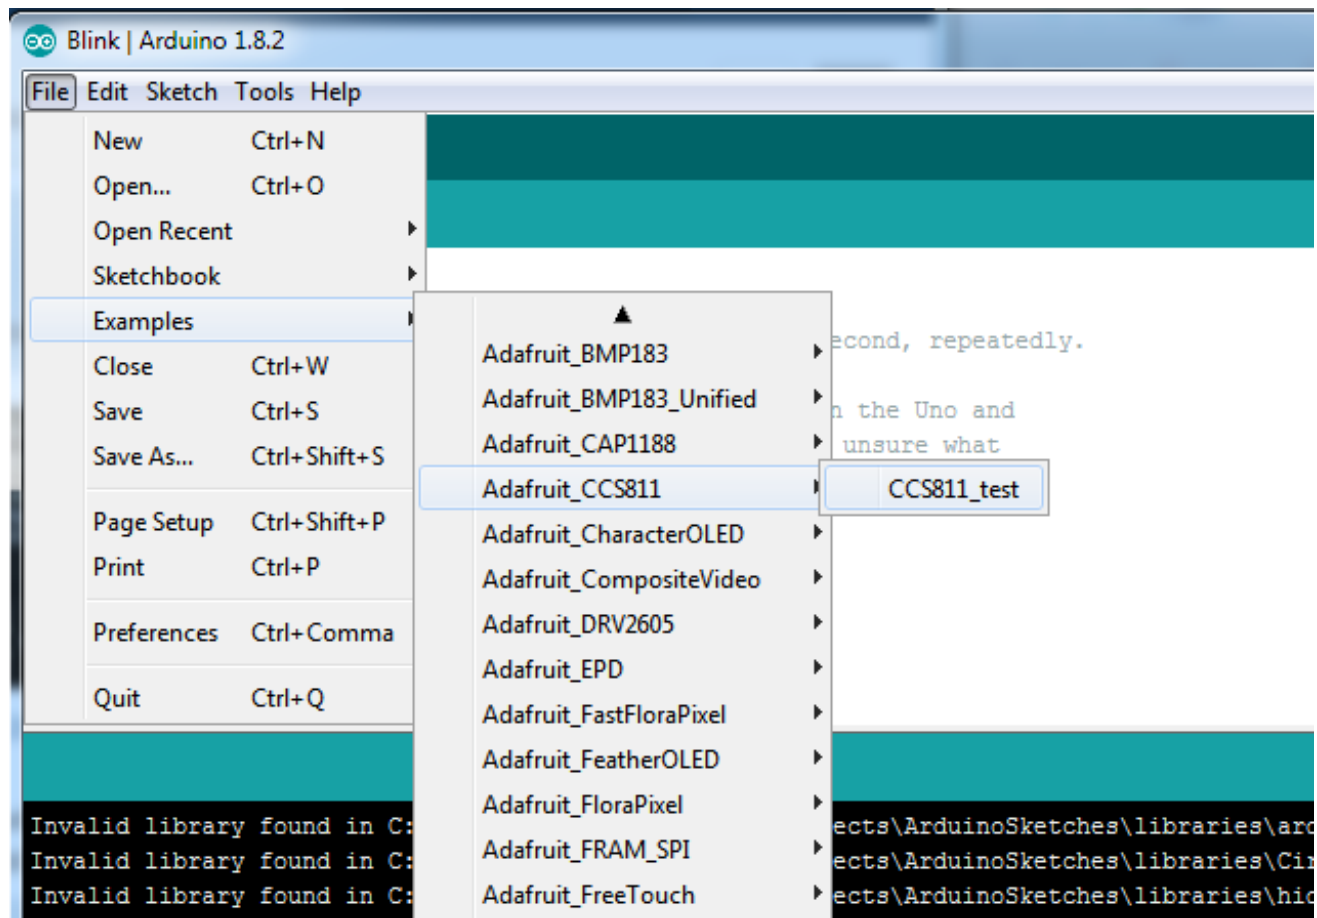 Blink | Arduino 1.8.2
File Edit Sketch Tools Help
New Ctrl+N
Open... Ctrl+O
Open Recent
Sketchbook
Examples
Close Ctrl+W
Save Ctrl+S
Save As... Ctrl+Shift+S
Page Setup Ctrl+Shift+P
Print Ctrl+P
Preferences Ctrl+Comma
Quit Ctrl+Q
Adafruit_BMP183
Adafruit_BMP183_Unified
Adafruit_CAP1188
Adafruit_CCS811
Adafruit_CharacterOLED
Adafruit_CompositeVideo
Adafruit_DRV2605
Adafruit_EPD
Adafruit_FastFloraPixel
Adafruit_FeatherOLED
Adafruit_FloraPixel
Adafruit_FRAM_SPI
Adafruit_FreeTouch
CCS811_test
econd, repeatedly.
n the Uno and
unsure what
Invalid library found in C: ects\ArduinoSketches\libraries\ard
Invalid library found in C: ects\ArduinoSketches\libraries\Cir
Invalid library found in C: ects\ArduinoSketches\libraries\hid